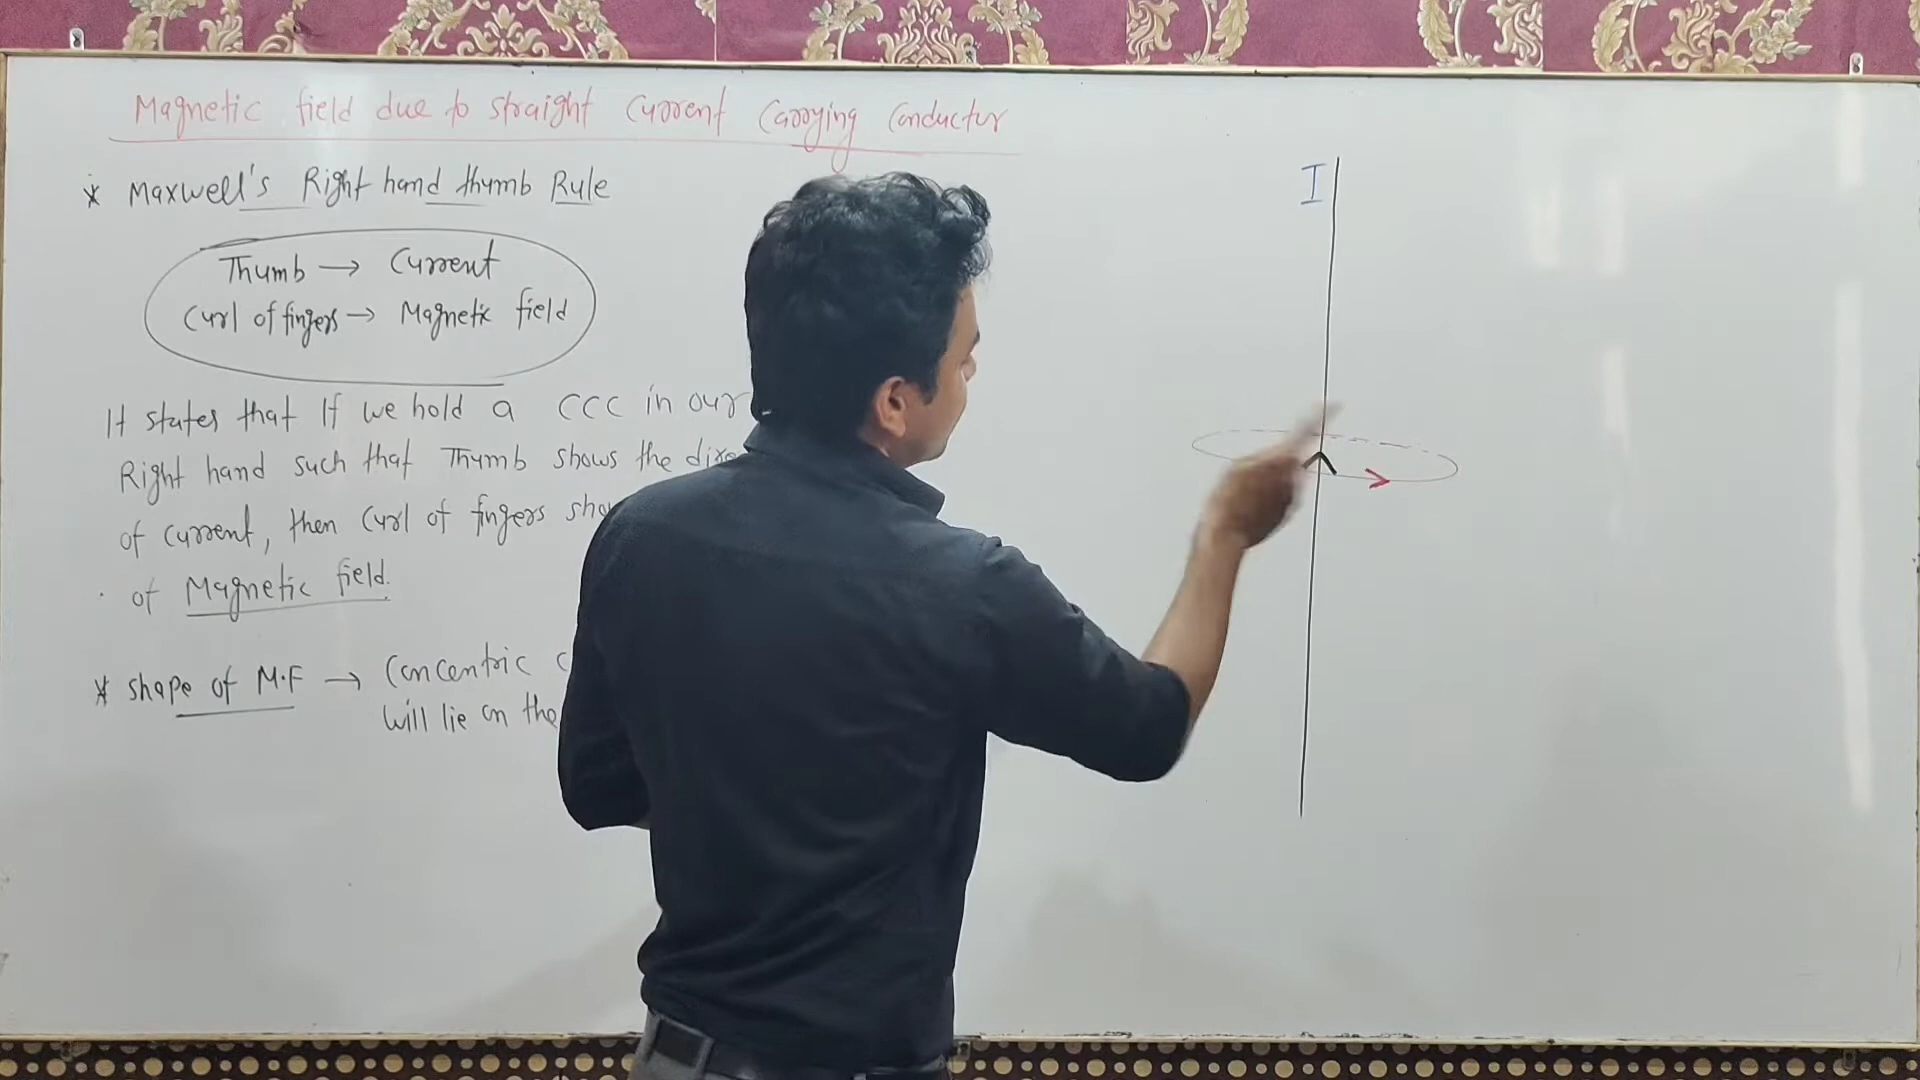 Magnetic field due to straight Current Carrying Conductor
* Maxwell's Right hand thumb Rule
Thumb → Current
Curl of fingers → Magnetic field
It states that If we hold a CCC in our
Right hand such that Thumb shows the
of current, then Curl of fingers
of Magnetic field.
* shape of M.F → Concentric
will lie on the
I